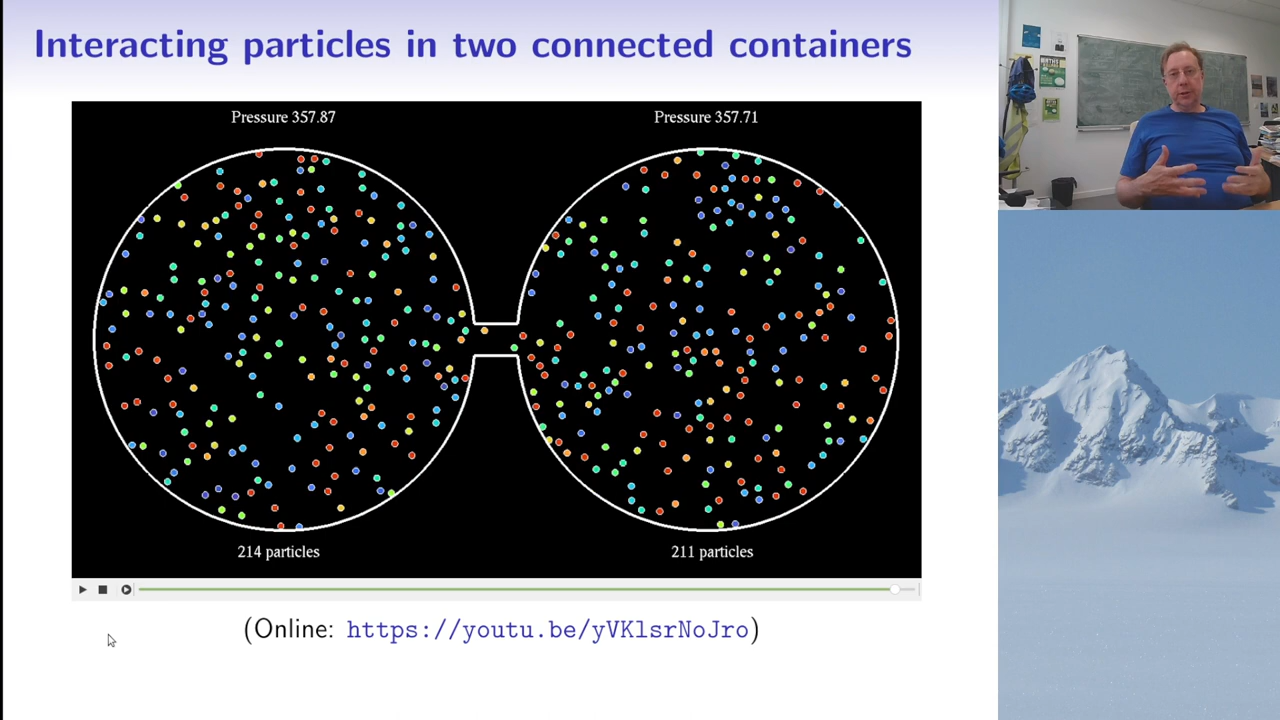 Interacting particles in two connected containers
Pressure 357.87
Pressure 357.71
214 particles
211 particles
(Online: https://youtu.be/yVKlsrNoJro)